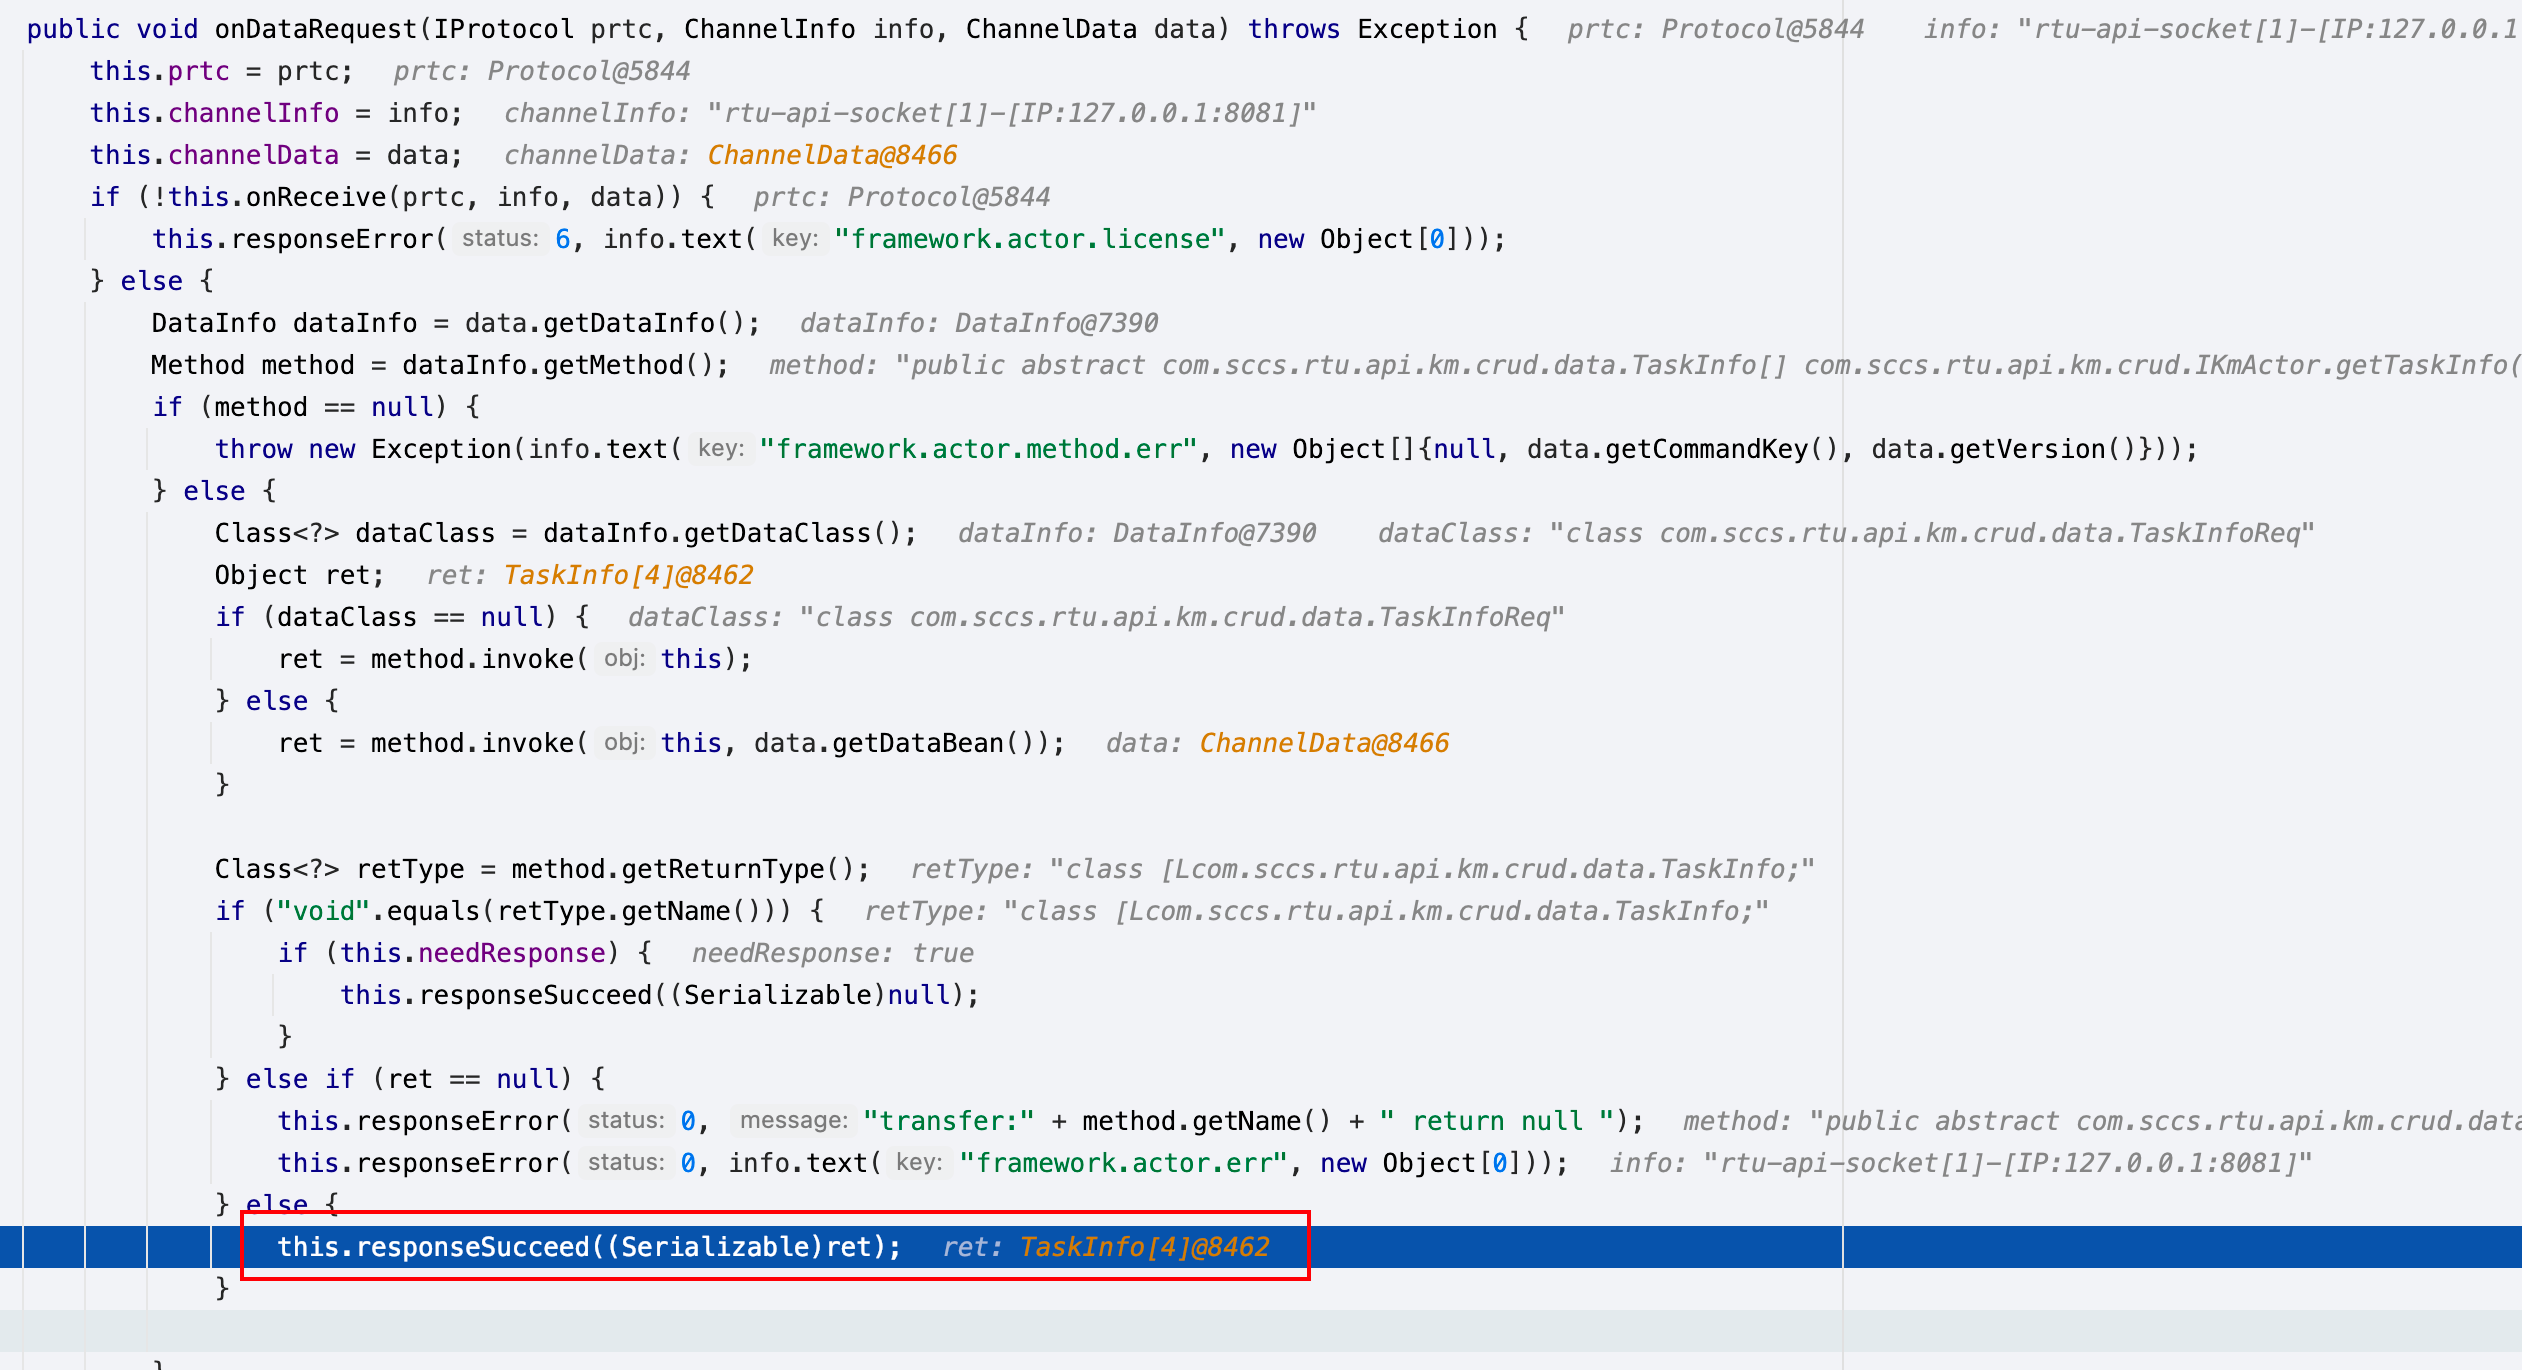 public void onDataRequest(IProtocol prtc, ChannelInfo info, ChannelData data) throws Exception {   prtc: Protocol@5844    info: "rtu-api-socket[1]-[IP:127.0.0.1
this.prtc = prtc;   prtc: Protocol@5844
this.channelInfo = info;   channelInfo: "rtu-api-socket[1]-[IP:127.0.0.1:8081]"
this.channelData = data;   channelData: ChannelData@8466
if (!this.onReceive(prtc, info, data)) {   prtc: Protocol@5844
this.responseError( status: 6, info.text( key: "framework.actor.license", new Object[0]));
} else {
DataInfo dataInfo = data.getDataInfo();   dataInfo: DataInfo@7390
Method method = dataInfo.getMethod();   method: "public abstract com.sccs.rtu.api.km.crud.data.TaskInfo[] com.sccs.rtu.api.km.crud.IKmActor.getTaskInfo(
if (method == null) {
throw new Exception(info.text( key: "framework.actor.method.err", new Object[]{null, data.getCommandKey(), data.getVersion()}));
} else {
Class<?> dataClass = dataInfo.getDataClass();   dataInfo: DataInfo@7390    dataClass: "class com.sccs.rtu.api.km.crud.data.TaskInfoReq"
Object ret;   ret: TaskInfo[4]@8462
if (dataClass == null) {   dataClass: "class com.sccs.rtu.api.km.crud.data.TaskInfoReq"
ret = method.invoke( obj: this);
} else {
ret = method.invoke( obj: this, data.getDataBean());   data: ChannelData@8466
}
Class<?> retType = method.getReturnType();   retType: "class [Lcom.sccs.rtu.api.km.crud.data.TaskInfo;"
if ("void".equals(retType.getName())) {   retType: "class [Lcom.sccs.rtu.api.km.crud.data.TaskInfo;"
if (this.needResponse) {   needResponse: true
this.responseSucceed((Serializable)null);
}
} else if (ret == null) {
this.responseError( status: 0,  message: "transfer:" + method.getName() + " return null ");   method: "public abstract com.sccs.rtu.api.km.crud.data
this.responseError( status: 0, info.text( key: "framework.actor.err", new Object[0]));   info: "rtu-api-socket[1]-[IP:127.0.0.1:8081]"
} else {
this.responseSucceed((Serializable)ret);   ret: TaskInfo[4]@8462
}
}